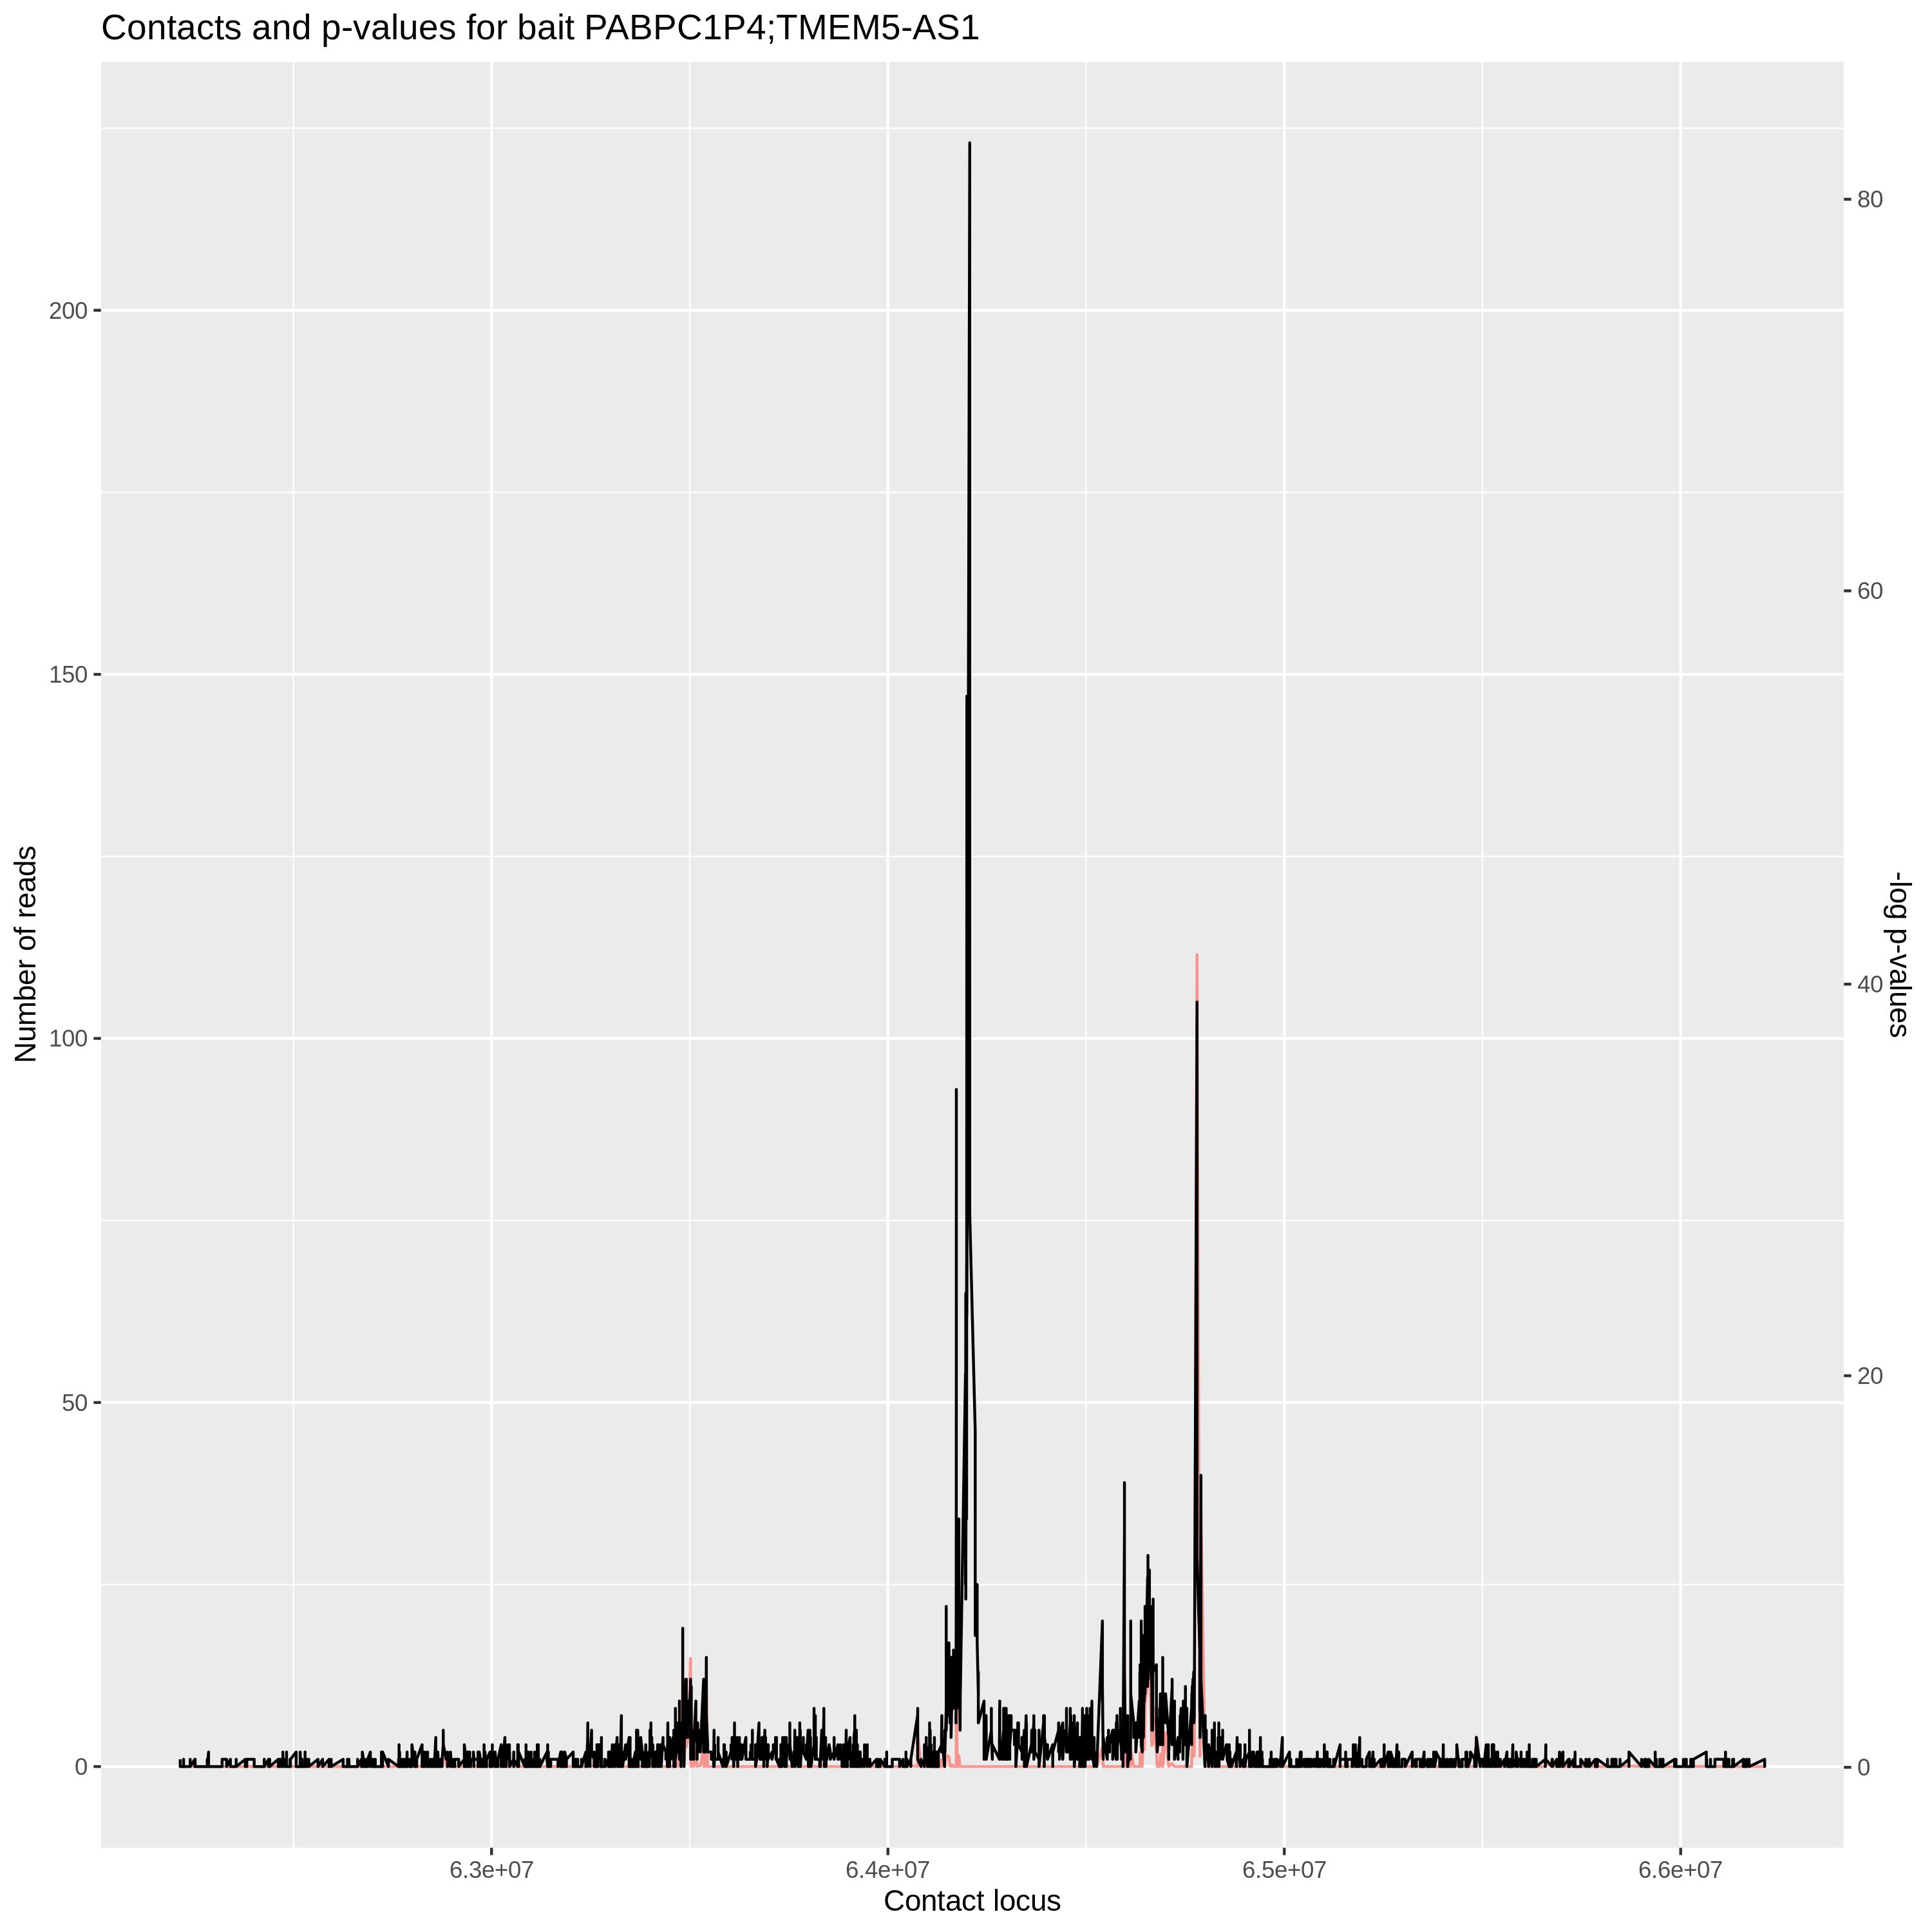 Contacts and p-values for bait PABPC1P4;TMEM5-AS1
200
150
100
50
0
Number of reads
80
60
40
20
0
-log p-values
6.3e+07
6.4e+07
6.5e+07
6.6e+07
Contact locus